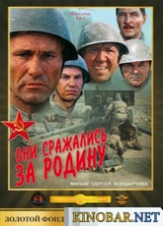 ОНИ СРАЖАЛИСЬ
ЗА РОДИНУ
ФИЛЬМ СЕРГЕЯ БОНДАРЧУКА
ЗОЛОТОЙ ФОНД
KINOBAR.NET